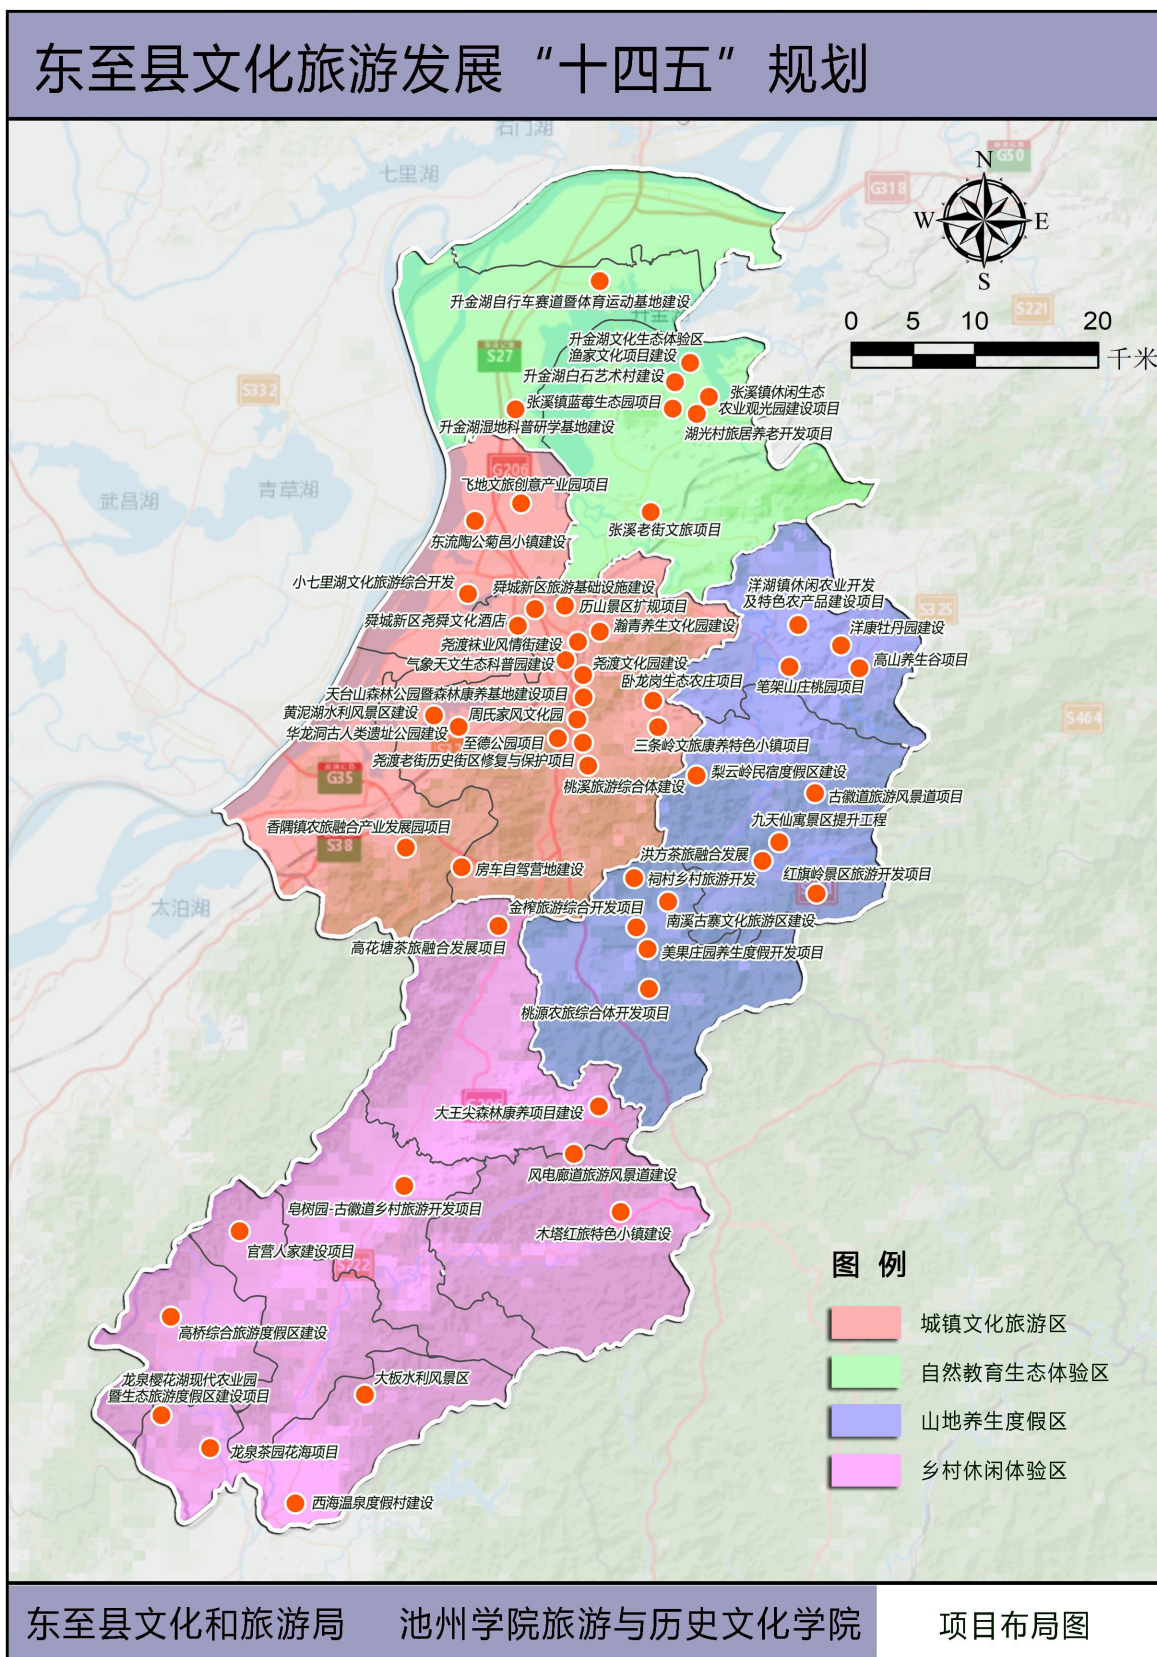 东至县文化旅游发展“十四五”规划
石门湖
七里湖
G50
G318
N
W
E
S
S221
0 5 10 20
千米
升金湖自行车赛道暨体育运动基地建设
S27
升金湖文化生态体验区
渔家文化项目建设
升金湖白石艺术村建设
张溪镇休闲生态
农业观光园建设项目
张溪镇蓝莓生态园项目
升金湖湿地科普研学基地建设
湖光村旅居养老开发项目
S332
G206
青草湖
武昌湖
飞地文旅创意产业园项目
张溪老街文旅项目
东流陶公菊邑小镇建设
小七里湖文化旅游综合开发
舜城新区旅游基础设施建设
洋湖镇休闲农业开发
及特色农产品建设项目
S325
历山景区扩规项目
舜城新区尧舜文化酒店
瀚青养生文化园建设
洋康牡丹园建设
尧渡袜业风情街建设
气象天文生态科普园建设
尧渡文化园建设
高山养生谷项目
卧龙岗生态农庄项目
笔架山庄桃园项目
天台山森林公园暨森林康养基地建设项目
黄泥湖水利风景区建设
周氏家风文化园
S464
华龙洞古人类遗址公园建设
至德公园项目
三条岭文旅康养特色小镇项目
尧渡老街历史街区修复与保护项目
G35
桃溪旅游综合体建设
梨云岭民宿度假区建设
古徽道旅游风景道项目
香隅镇农旅融合产业发展园项目
九天仙寓景区提升工程
S38
洪方茶旅融合发展
房车自驾营地建设
祠村乡村旅游开发
红旗岭景区旅游开发项目
太泊湖
金榨旅游综合开发项目
南溪古寨文化旅游区建设
高花塘茶旅融合发展项目
美果庄园养生度假开发项目
桃源农旅综合体开发项目
G206
大王尖森林康养项目建设
风电廊道旅游风景道建设
皂树园-古徽道乡村旅游开发项目
木塔红旅特色小镇建设
官营人家建设项目
S222
图例
高桥综合旅游度假区建设
城镇文化旅游区
自然教育生态体验区
龙泉樱花湖现代农业园
暨生态旅游度假区建设项目
大板水利风景区
山地养生度假区
龙泉茶园花海项目
乡村休闲体验区
西海温泉度假村建设
东至县文化和旅游局 池州学院旅游与历史文化学院
项目布局图